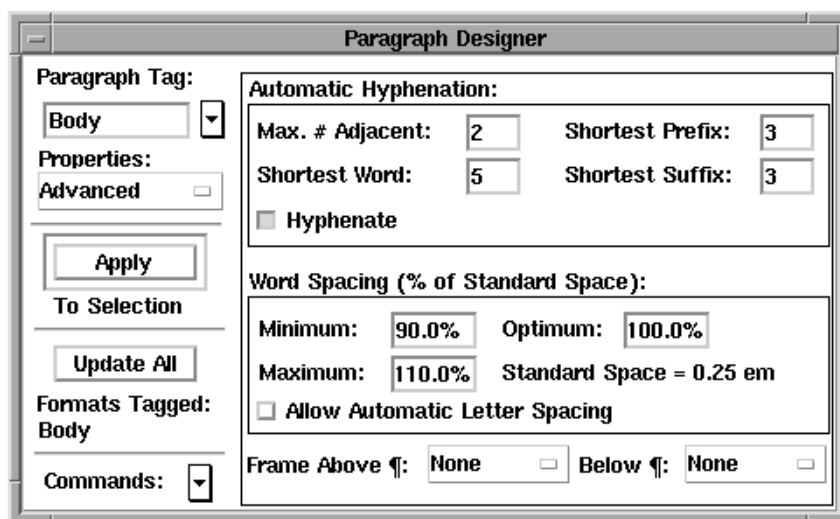 Paragraph Designer
Paragraph Tag:
Body
Properties:
Advanced
Apply
To Selection
Update All
Formats Tagged:
Body
Commands:
Automatic Hyphenation:
Max. # Adjacent: 2 Shortest Prefix: 3
Shortest Word: 5 Shortest Suffix: 3
Hyphenate
Word Spacing (% of Standard Space):
Minimum: 90.0% Optimum: 100.0%
Maximum: 110.0% Standard Space = 0.25 em
Allow Automatic Letter Spacing
Frame Above ¶: None Below ¶: None